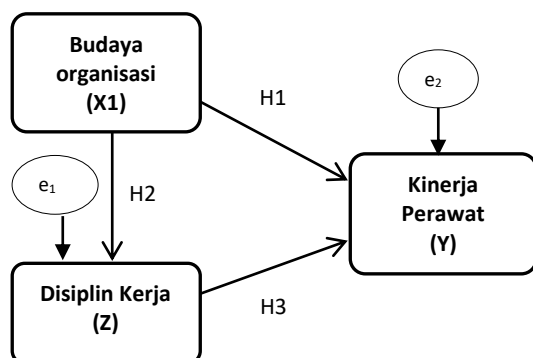 Budaya
organisasi
(X1)
H1
e₂
e₁
H2
Kinerja
Perawat
(Y)
Disiplin Kerja
(Z)
H3